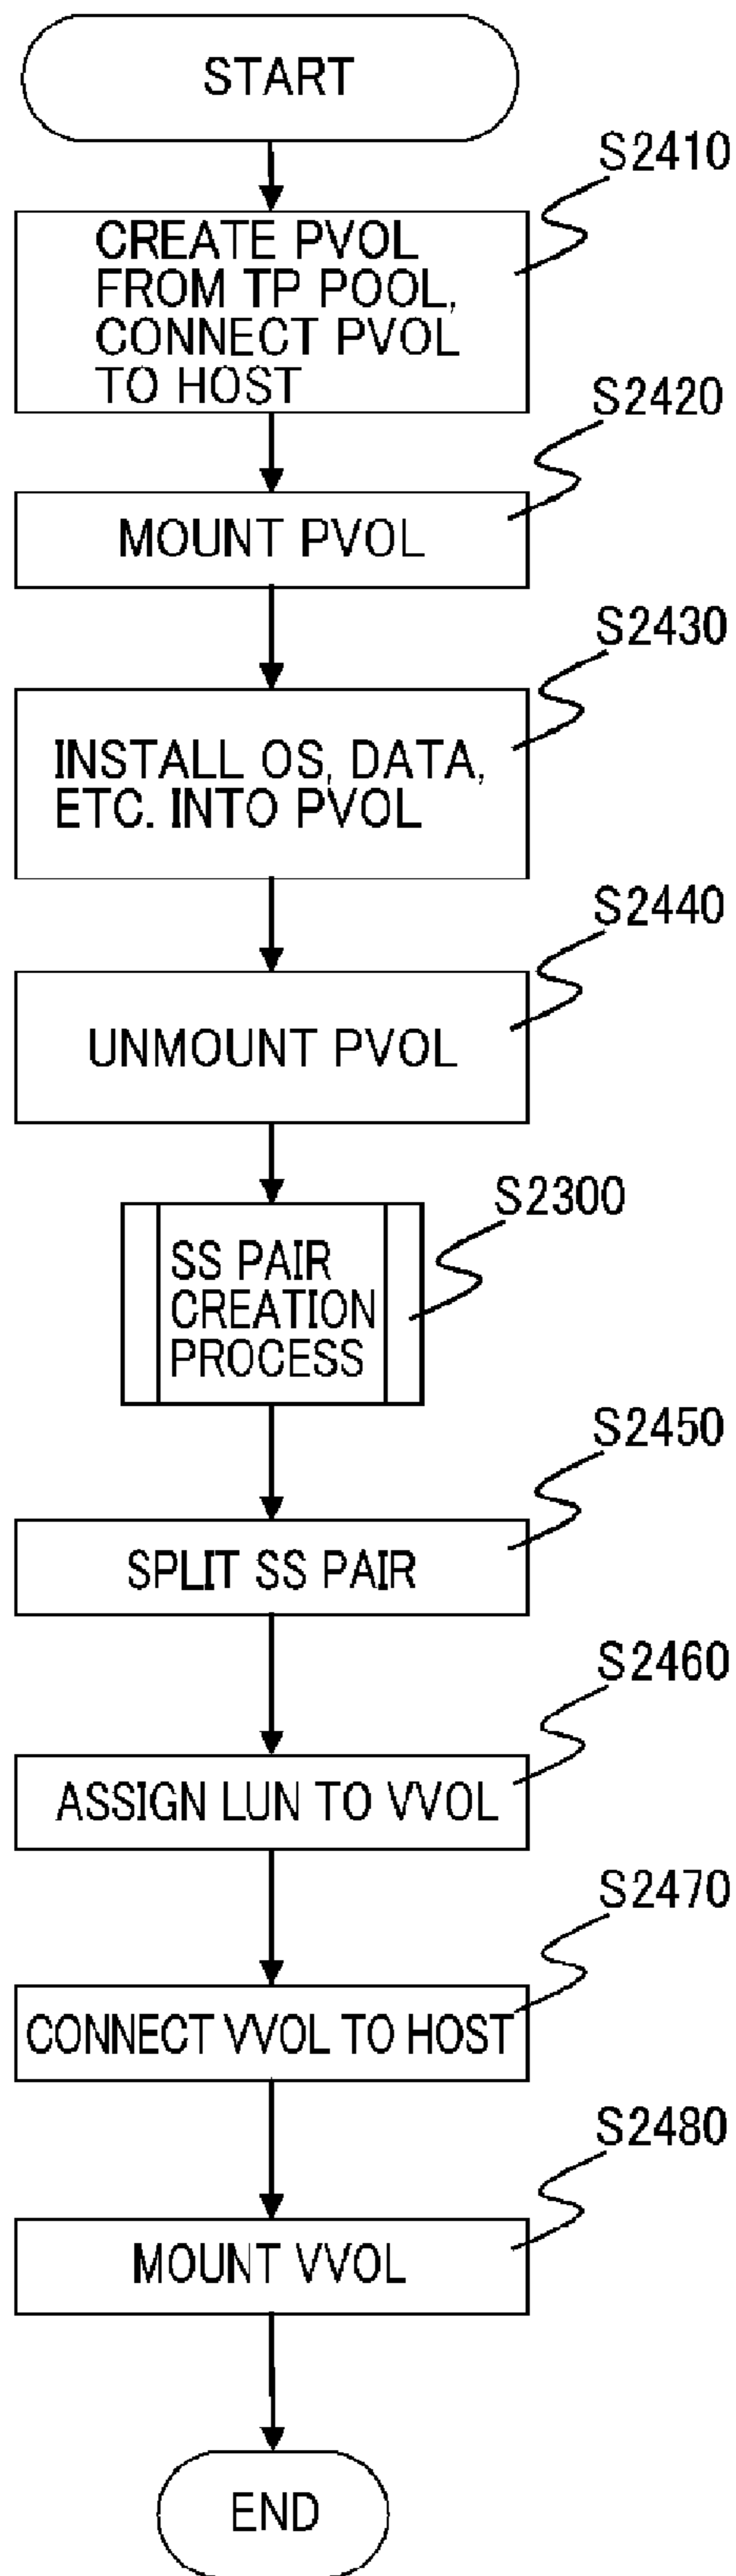 START
S2410
CREATE PVOL
FROM TP POOL,
CONNECT PVOL
TO HOST
S2420
MOUNT PVOL
S2430
INSTALL OS, DATA,
ETC. INTO PVOL
S2440
UNMOUNT PVOL
S2300
SS PAIR
CREATION
PROCESS
S2450
SPLIT SS PAIR
S2460
ASSIGN LUN TO VVOL
S2470
CONNECT VVOL TO HOST
S2480
MOUNT VVOL
END